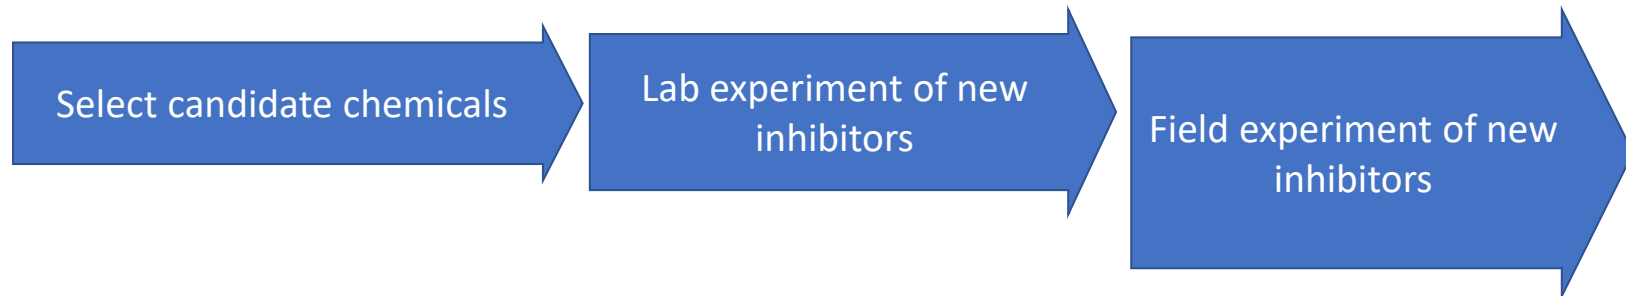 Select candidate chemicals
Lab experiment of new
inhibitors
Field experiment of new
inhibitors